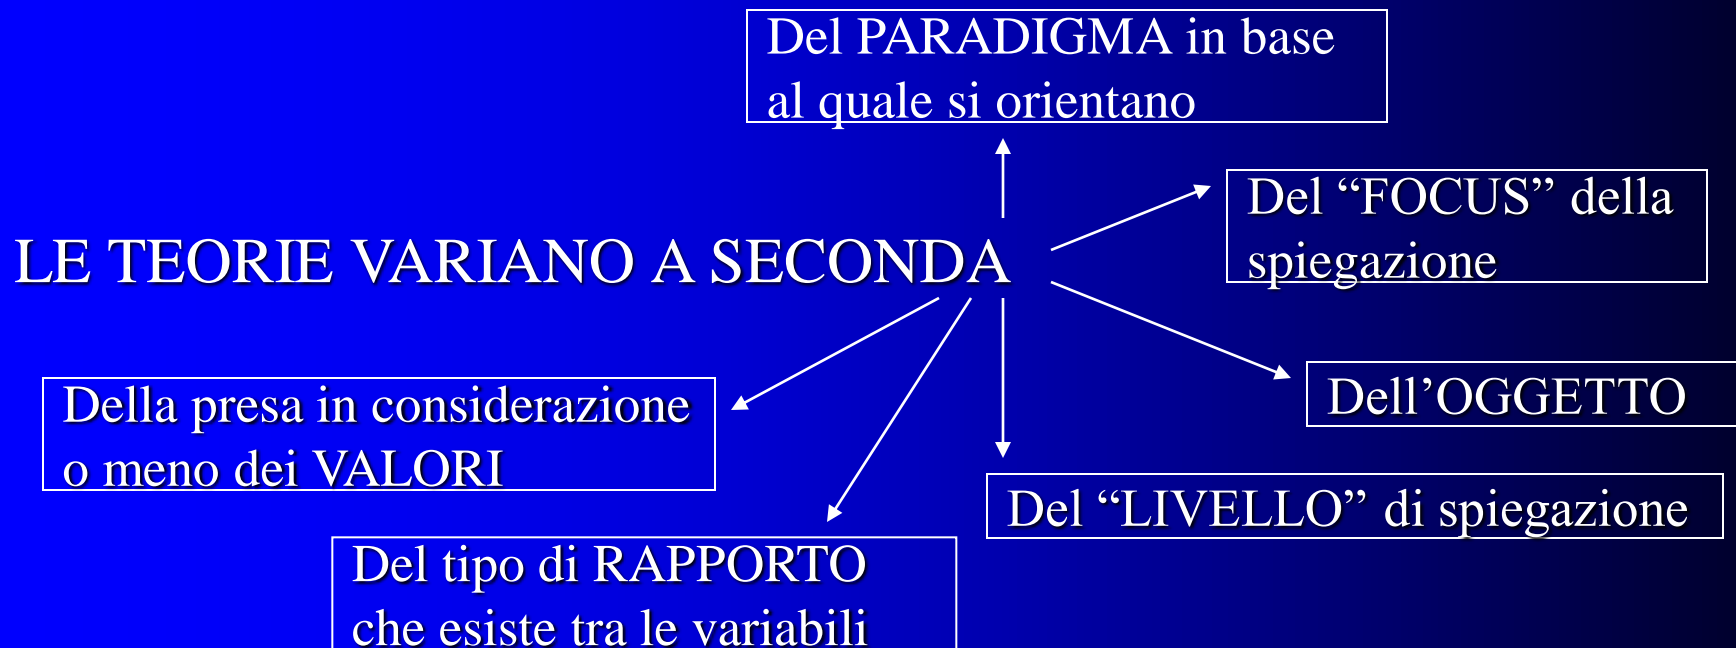 Del PARADIGMA in base
al quale si orientano
Del “FOCUS” della
spiegazione
LE TEORIE VARIANO A SECONDA
Dell’OGGETTO
Della presa in considerazione
o meno dei VALORI
Del “LIVELLO” di spiegazione
Del tipo di RAPPORTO
che esiste tra le variabili